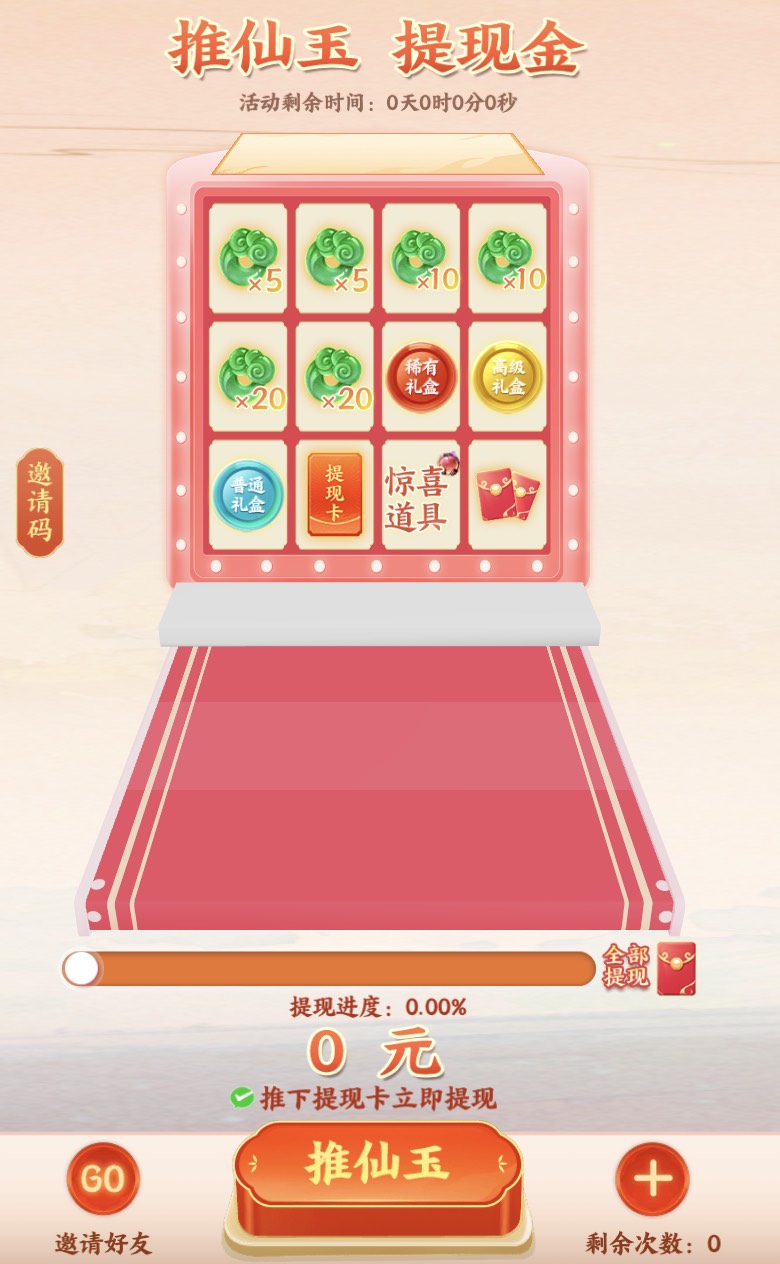 推仙玉 提现金
活动剩余时间：0天0时0分0秒
×5
×5
×10
×10
×20
×20
稀有
礼盒
高级
礼盒
普通
礼盒
提
现
卡
惊喜
道具
邀
请
码
全部
提现
提现进度：0.00%
0 元
推下提现卡立即提现
GO
推仙玉
邀请好友
剩余次数：0